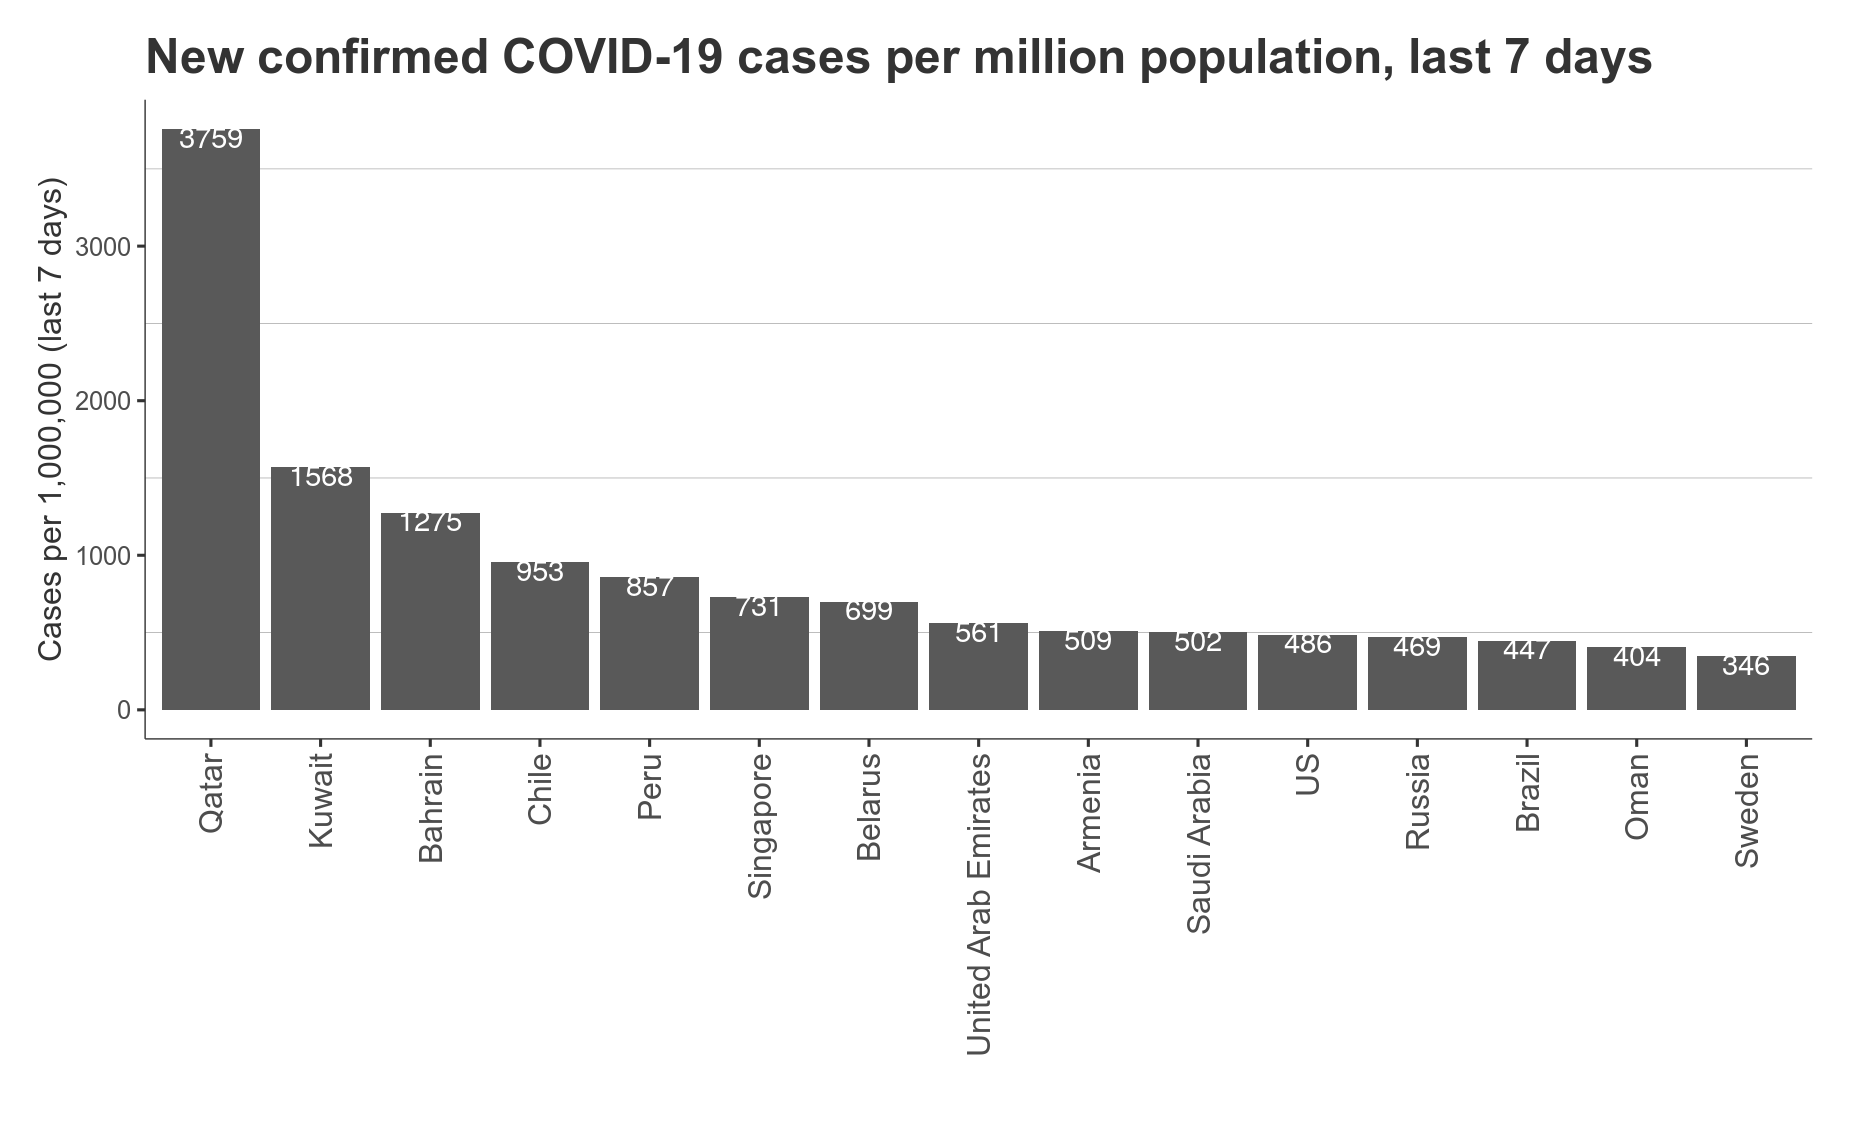 New confirmed COVID-19 cases per million population, last 7 days
Cases per 1,000,000 (last 7 days)
3000
2000
1000
0
3759
1568
1275
953
857
731
699
561
509
502
486
469
447
404
346
Qatar
Kuwait
Bahrain
Chile
Peru
Singapore
Belarus
United Arab Emirates
Armenia
Saudi Arabia
US
Russia
Brazil
Oman
Sweden